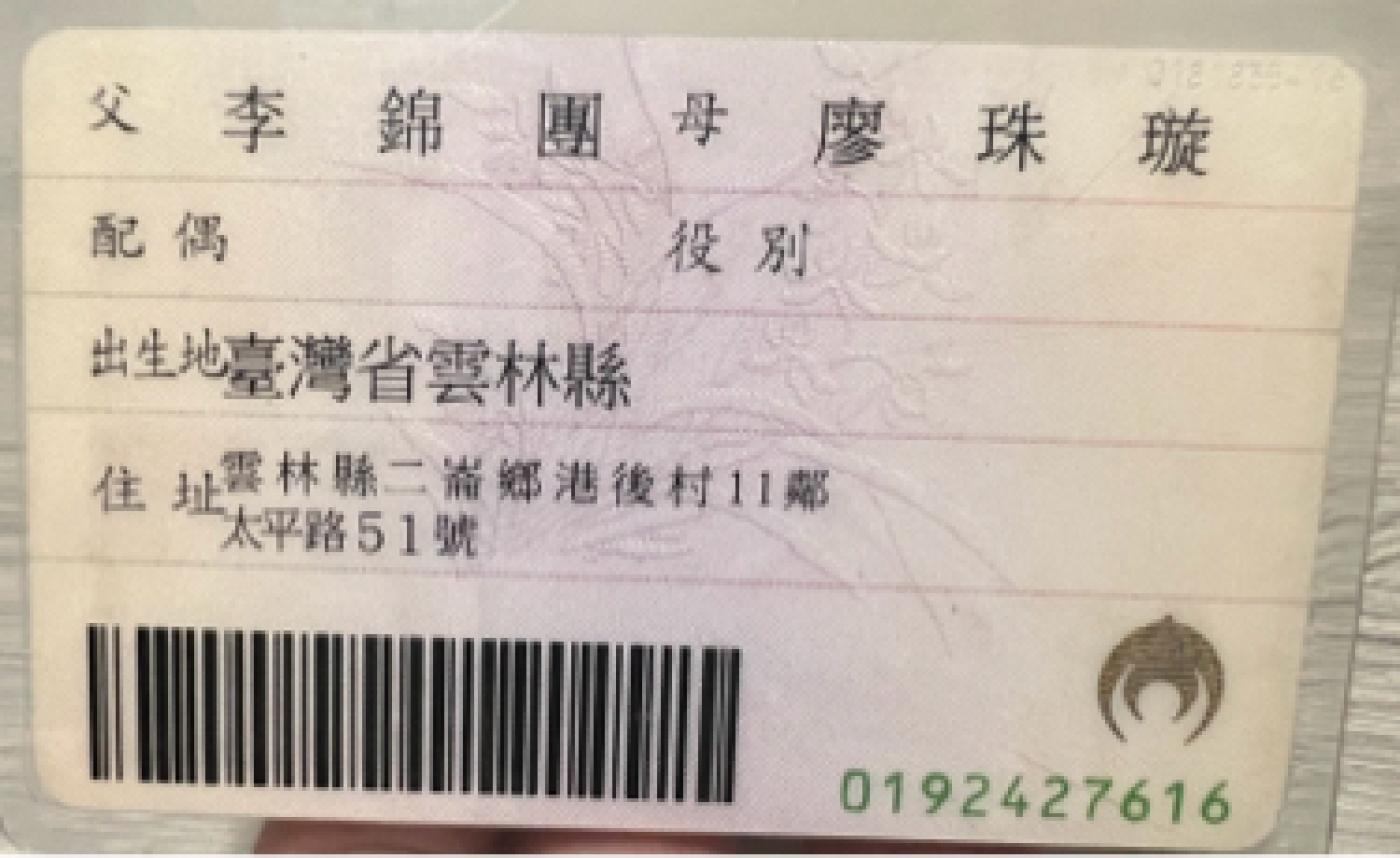 父 李錦團 母 廖珠璇
配偶 役別
出生地 臺灣省雲林縣
住址 雲林縣二崙鄉港後村11鄰
太平路51號
0192427616